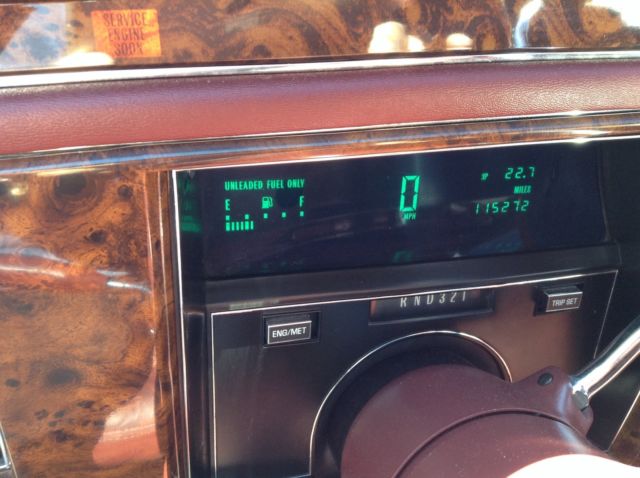 SERVICE
ENGINE
SOON
UNLEADED FUEL ONLY
E F
0
MPH
22.7
MILES
115272
RND321
ENG/MET
TRIP SET